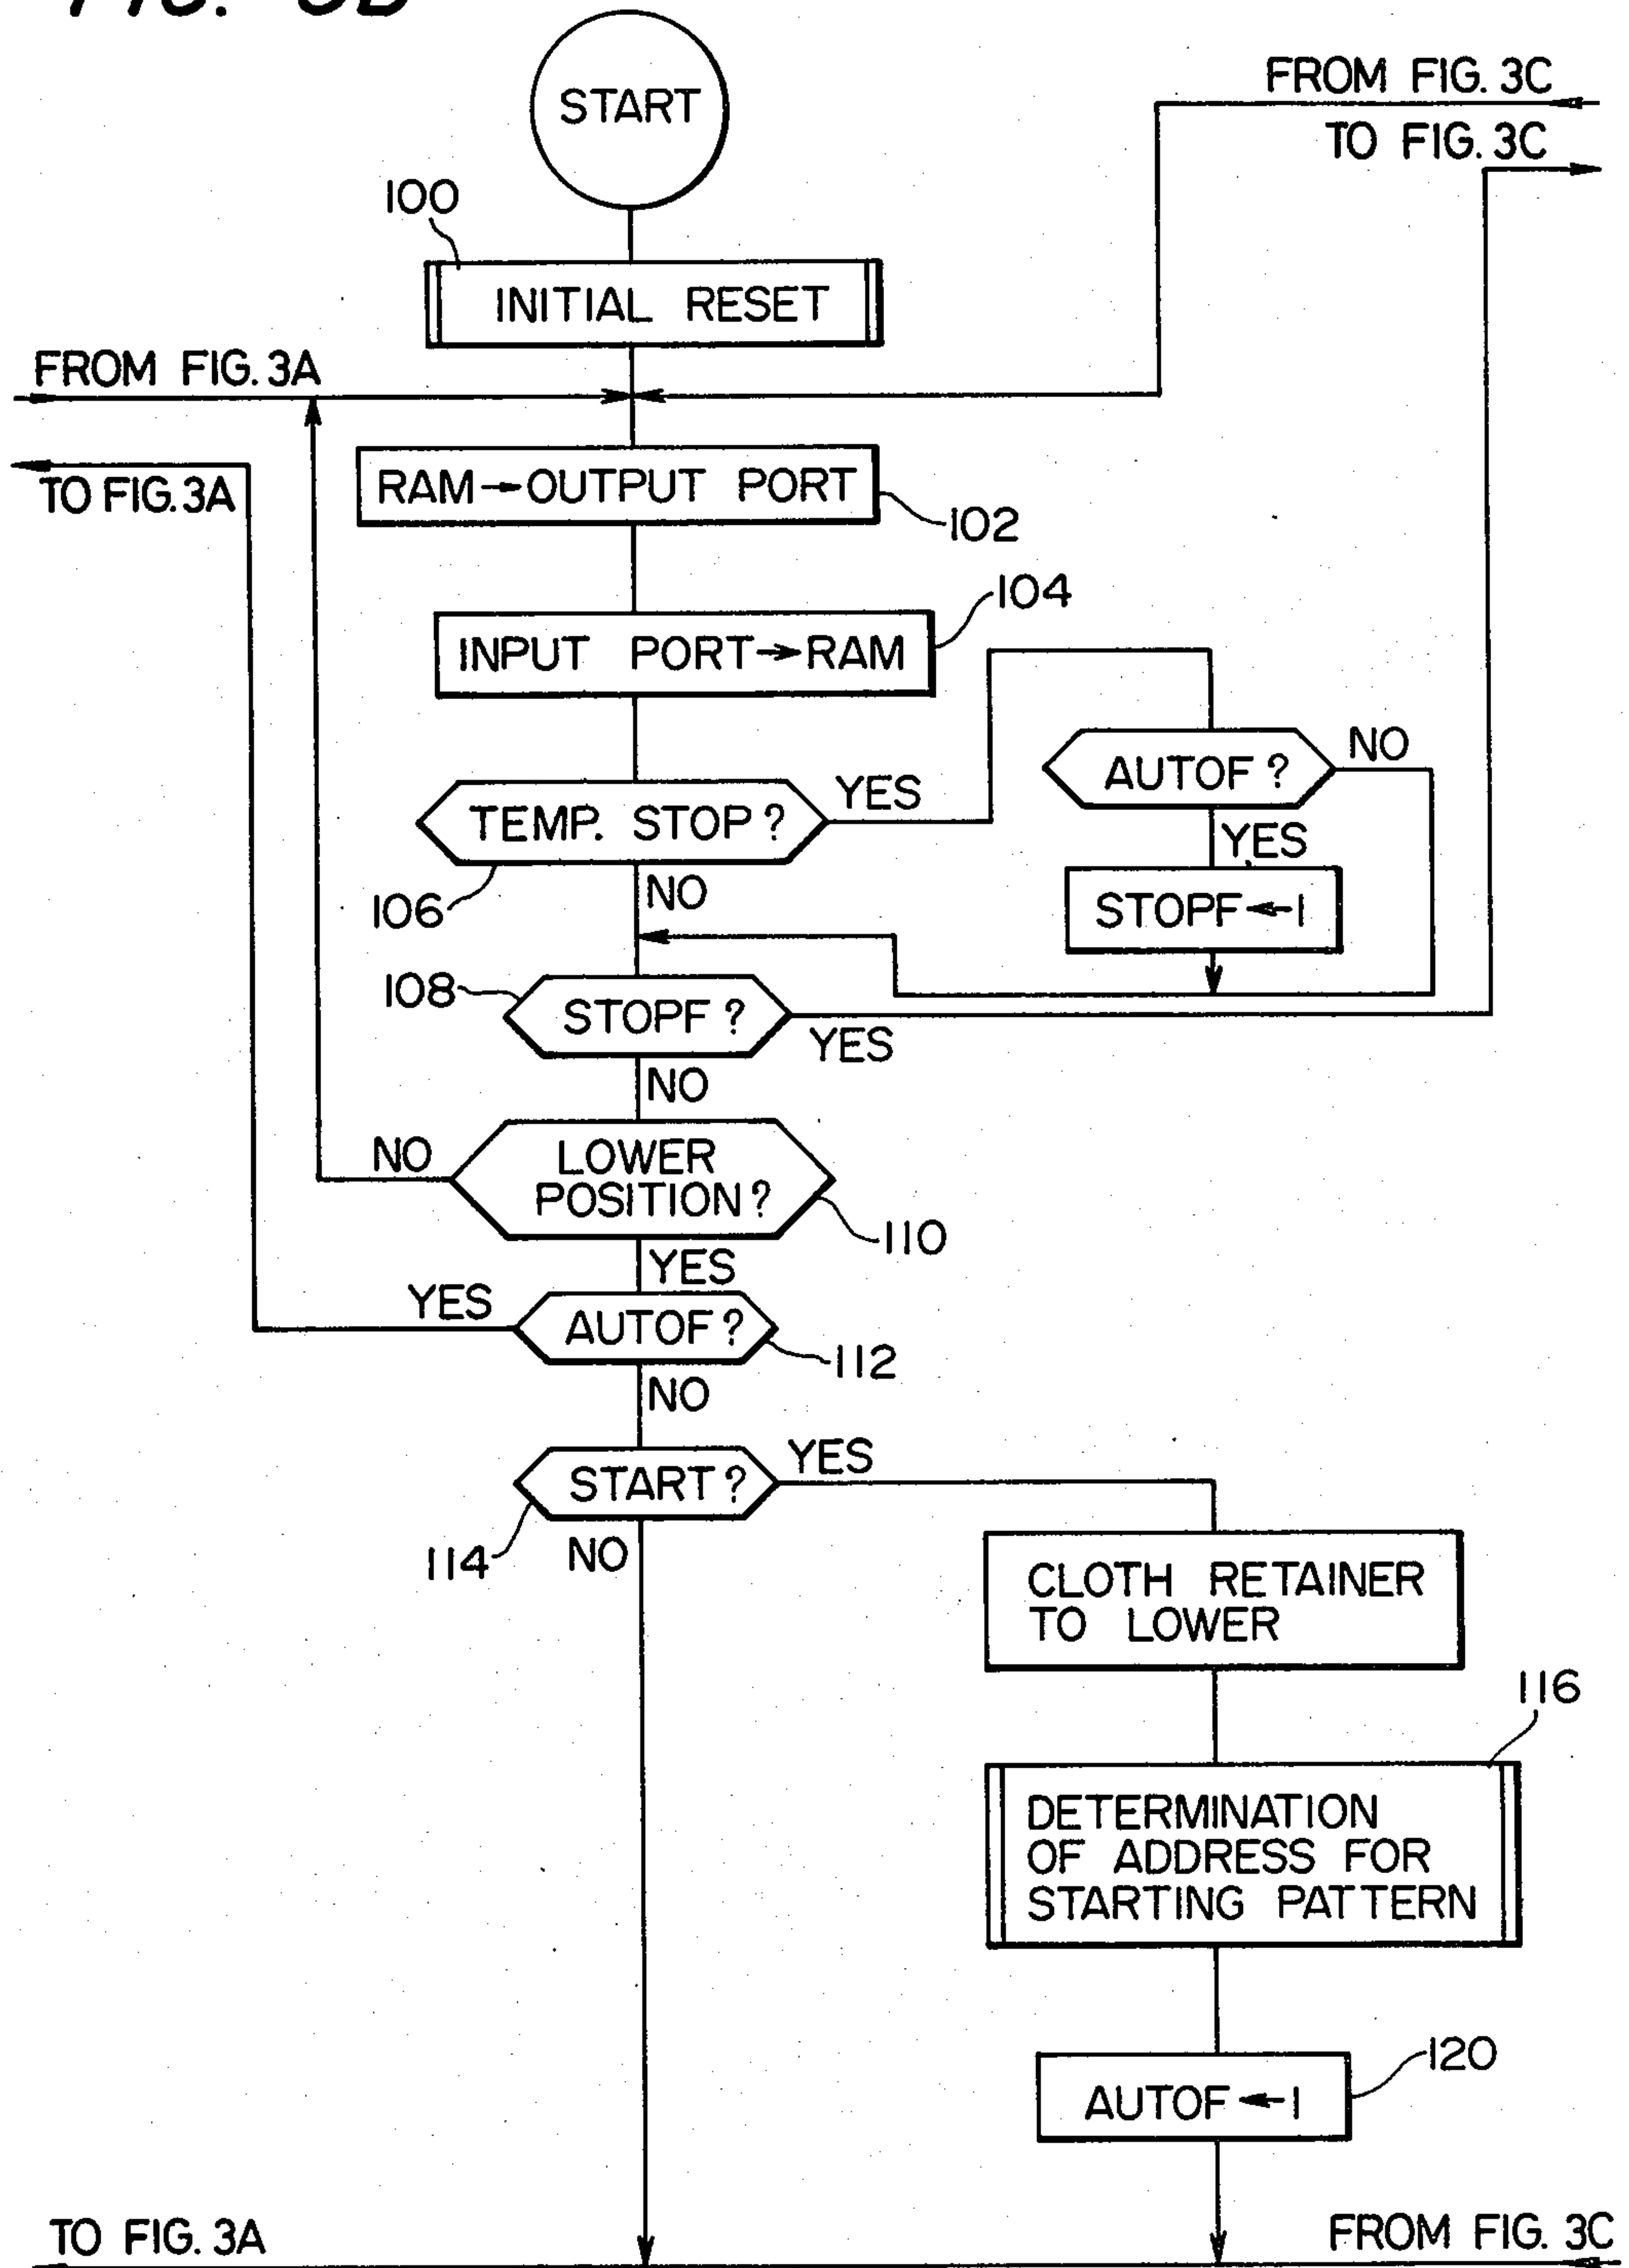 START
FROM FIG. 3C
TO FIG. 3C
100
INITIAL RESET
FROM FIG. 3A
RAM→OUTPUT PORT
TO FIG. 3A
102
104
INPUT PORT→RAM
AUTOF ?
NO
TEMP. STOP ?
YES
YES
106
NO
STOPF←1
108
STOPF ?
YES
NO
NO
LOWER
POSITION ?
110
YES
YES
AUTOF ?
112
NO
START ?
YES
114
NO
CLOTH RETAINER
TO LOWER
116
DETERMINATION
OF ADDRESS FOR
STARTING PATTERN
120
AUTOF←1
TO FIG. 3A
FROM FIG. 3C